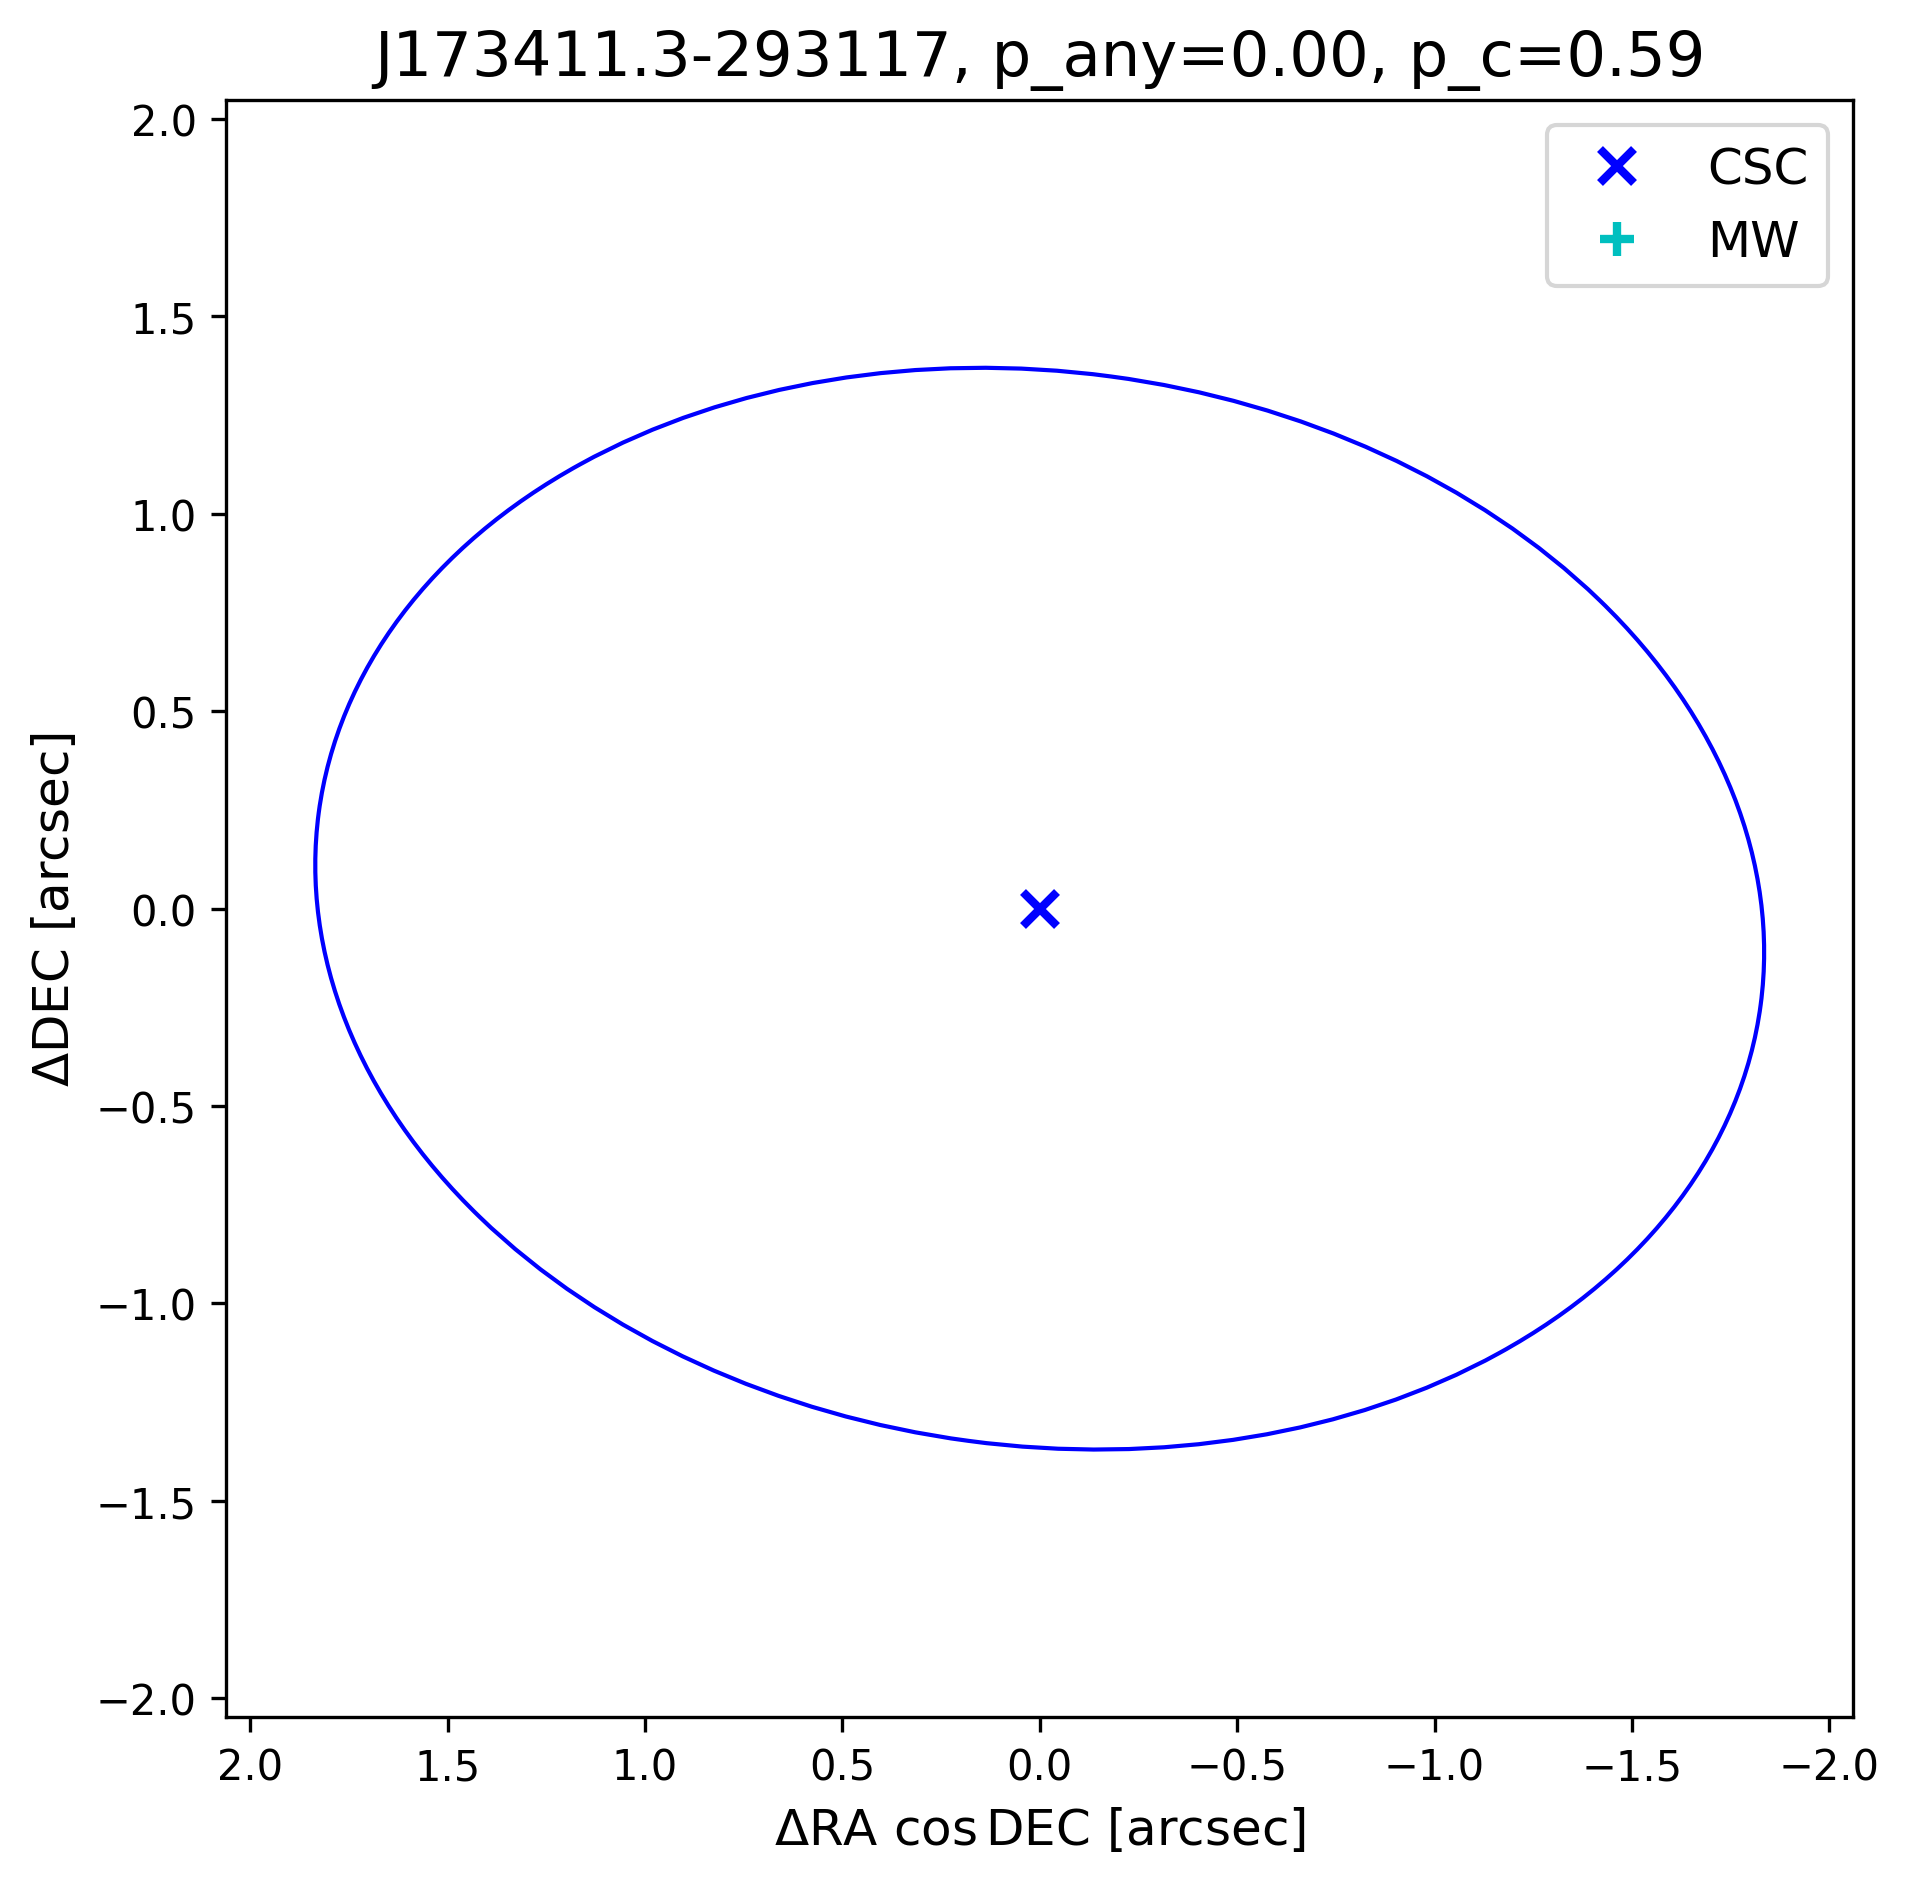 J173411.3-293117, p_any=0.00, p_c=0.59
CSC
MW
2.0
1.5
1.0
0.5
0.0
−0.5
−1.0
−1.5
−2.0
ΔDEC [arcsec]
2.0 1.5 1.0 0.5 0.0 −0.5 −1.0 −1.5 −2.0
ΔRA cos DEC [arcsec]